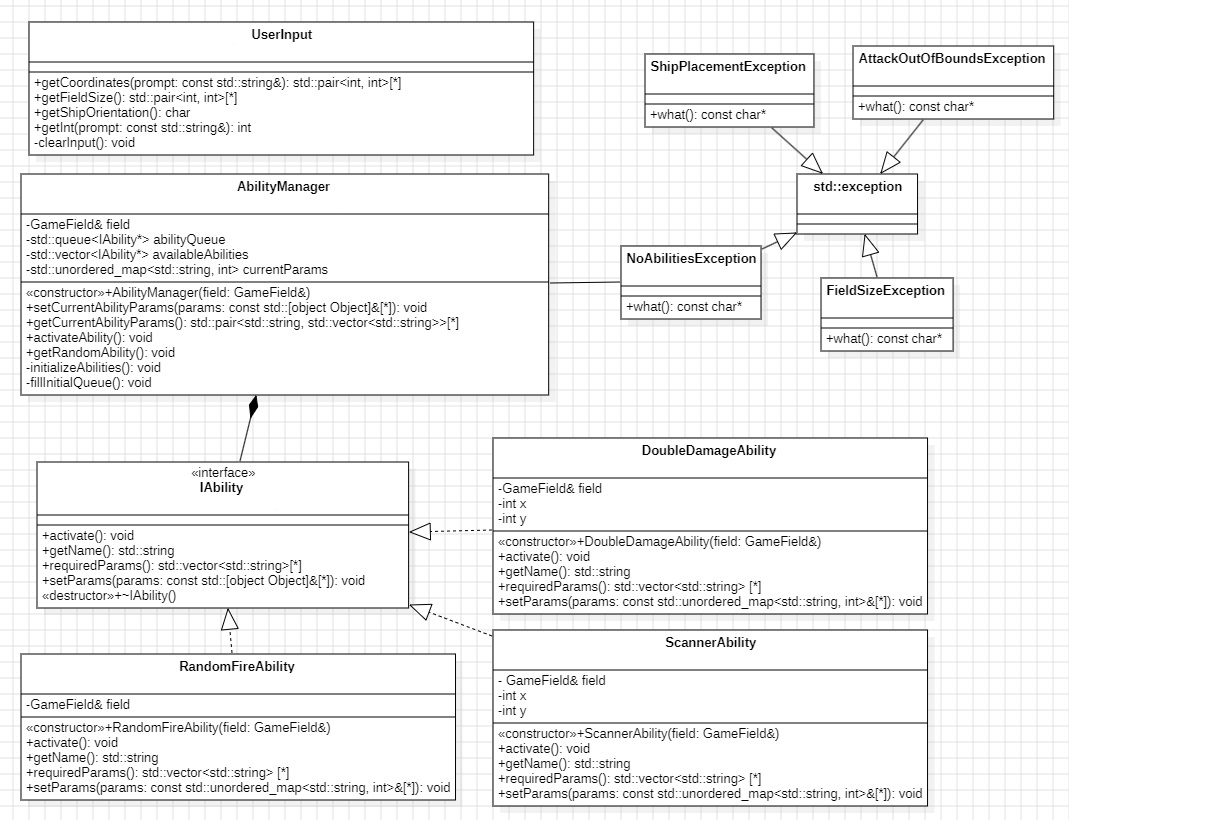 UserInput
+getCoordinates(prompt: const std::string&): std::pair<int, int>[*]
+getFieldSize(): std::pair<int, int>[*]
+getShipOrientation(): char
+getInt(prompt: const std::string&): int
-clearInput(): void
ShipPlacementException
+what(): const char*
AttackOutOfBoundsException
+what(): const char*
std::exception
AbilityManager
-GameField& field
-std::queue<IAbility*> abilityQueue
-std::vector<IAbility*> availableAbilities
-std::unordered_map<std::string, int> currentParams
«constructor»+AbilityManager(field: GameField&)
+setCurrentAbilityParams(params: const std::[object Object]&[*]): void
+getCurrentAbilityParams(): std::pair<std::string, std::vector<std::string>>[*]
+activateAbility(): void
+getRandomAbility(): void
-initializeAbilities(): void
-fillInitialQueue(): void
NoAbilitiesException
+what(): const char*
FieldSizeException
+what(): const char*
«interface»
IAbility
+activate(): void
+getName(): std::string
+requiredParams(): std::vector<std::string>[*]
+setParams(params: const std::[object Object]&[*]): void
«destructor»+~IAbility()
DoubleDamageAbility
-GameField& field
-int x
-int y
«constructor»+DoubleDamageAbility(field: GameField&)
+activate(): void
+getName(): std::string
+requiredParams(): std::vector<std::string> [*]
+setParams(params: const std::unordered_map<std::string, int>&[*]): void
RandomFireAbility
-GameField& field
«constructor»+RandomFireAbility(field: GameField&)
+activate(): void
+getName(): std::string
+requiredParams(): std::vector<std::string> [*]
+setParams(params: const std::unordered_map<std::string, int>&[*]): void
ScannerAbility
- GameField& field
-int x
-int y
«constructor»+ScannerAbility(field: GameField&)
+activate(): void
+getName(): std::string
+requiredParams(): std::vector<std::string> [*]
+setParams(params: const std::unordered_map<std::string, int>&[*]): void